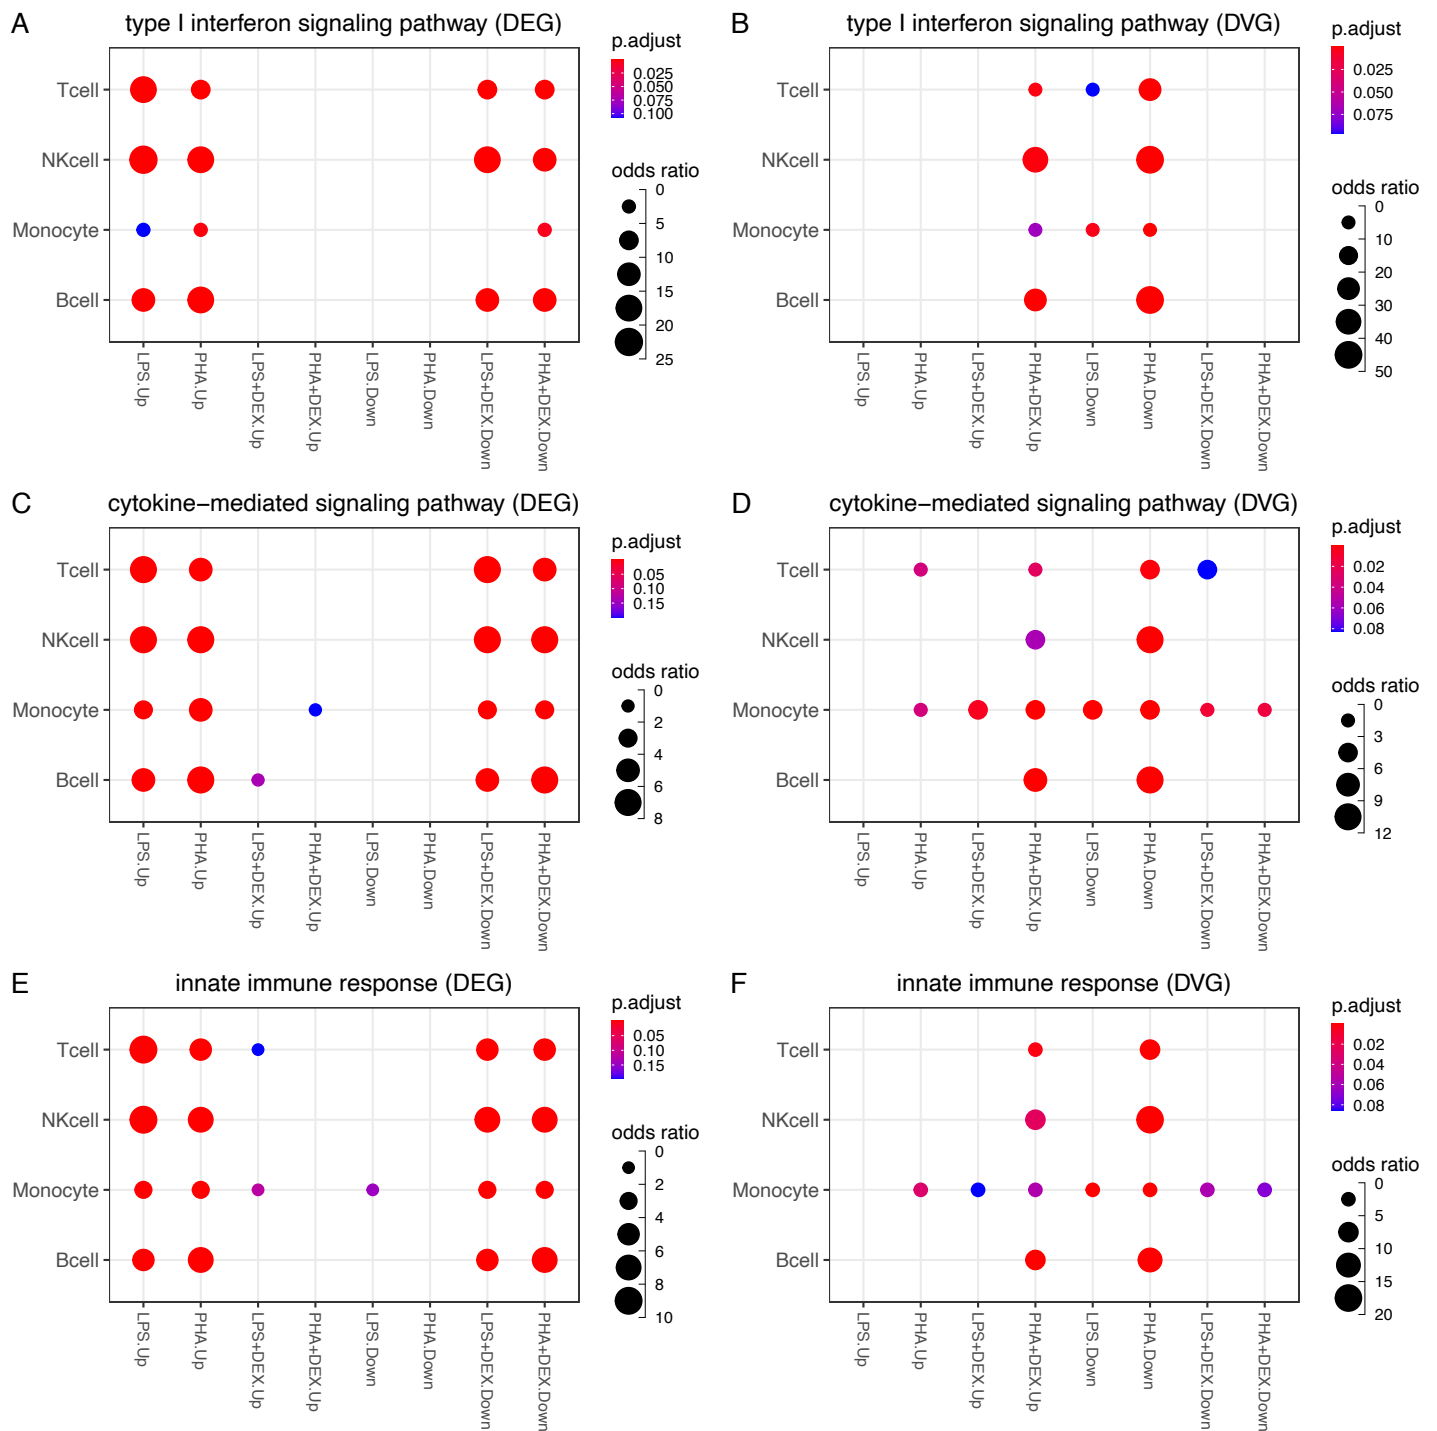 A
type I interferon signaling pathway (DEG)
Tcell
NKcell
Monocyte
Bcell
LPS.Up
PHA.Up
LPS+DEX.Up
PHA+DEX.Up
LPS.Down
PHA.Down
LPS+DEX.Down
PHA+DEX.Down
p.adjust
0.025
0.050
0.075
0.100
odds ratio
0
5
10
15
20
25
B
type I interferon signaling pathway (DVG)
Tcell
NKcell
Monocyte
Bcell
LPS.Up
PHA.Up
LPS+DEX.Up
PHA+DEX.Up
LPS.Down
PHA.Down
LPS+DEX.Down
PHA+DEX.Down
p.adjust
0.025
0.050
0.075
odds ratio
0
10
20
30
40
50
C
cytokine−mediated signaling pathway (DEG)
Tcell
NKcell
Monocyte
Bcell
LPS.Up
PHA.Up
LPS+DEX.Up
PHA+DEX.Up
LPS.Down
PHA.Down
LPS+DEX.Down
PHA+DEX.Down
p.adjust
0.05
0.10
0.15
odds ratio
0
2
4
6
8
D
cytokine−mediated signaling pathway (DVG)
Tcell
NKcell
Monocyte
Bcell
LPS.Up
PHA.Up
LPS+DEX.Up
PHA+DEX.Up
LPS.Down
PHA.Down
LPS+DEX.Down
PHA+DEX.Down
p.adjust
0.02
0.04
0.06
0.08
odds ratio
0
3
6
9
12
E
innate immune response (DEG)
Tcell
NKcell
Monocyte
Bcell
LPS.Up
PHA.Up
LPS+DEX.Up
PHA+DEX.Up
LPS.Down
PHA.Down
LPS+DEX.Down
PHA+DEX.Down
p.adjust
0.05
0.10
0.15
odds ratio
0
2
4
6
8
10
F
innate immune response (DVG)
Tcell
NKcell
Monocyte
Bcell
LPS.Up
PHA.Up
LPS+DEX.Up
PHA+DEX.Up
LPS.Down
PHA.Down
LPS+DEX.Down
PHA+DEX.Down
p.adjust
0.02
0.04
0.06
0.08
odds ratio
0
5
10
15
20